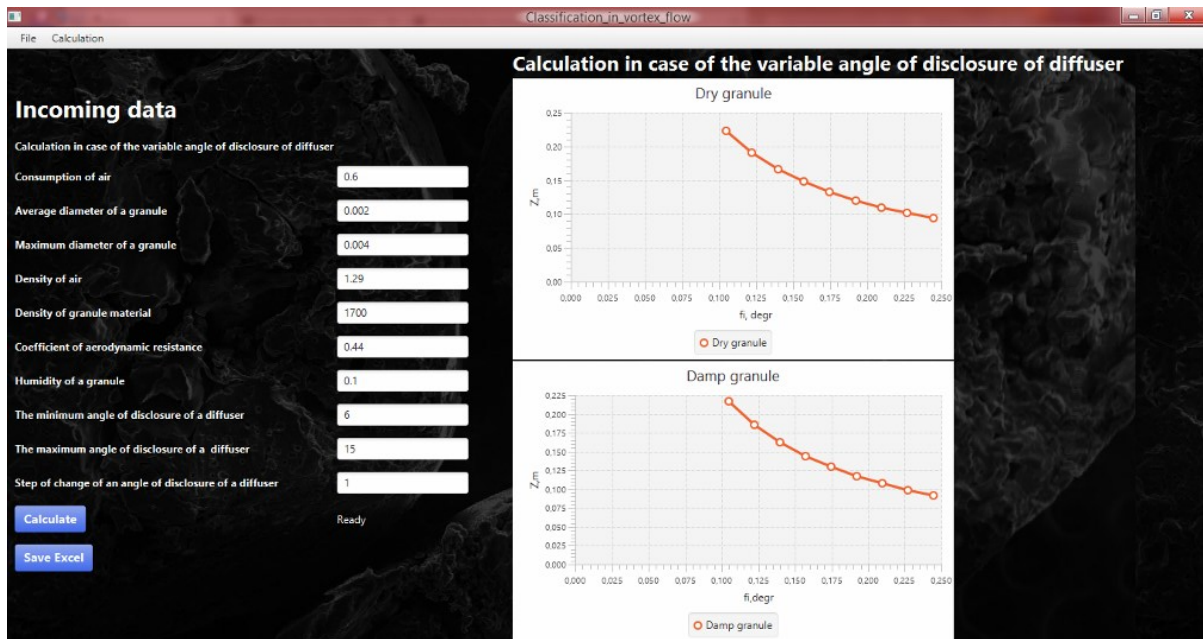 Classification_in_vortex_flow
File Calculation
Calculation in case of the variable angle of disclosure of diffuser
Incoming data
Calculation in case of the variable angle of disclosure of diffuser
Consumption of air 0.6
Average diameter of a granule 0.002
Maximum diameter of a granule 0.004
Density of air 1.29
Density of granule material 1700
Coefficient of aerodynamic resistance 0.44
Humidity of a granule 0.1
The minimum angle of disclosure of a diffuser 6
The maximum angle of disclosure of a diffuser 15
Step of change of an angle of disclosure of a diffuser 1
Calculate Ready
Save Excel
Dry granule
0,25
0,20
0,15
0,10
0,05
0,00
Z,m
0,000 0,025 0,050 0,075 0,100 0,125 0,150 0,175 0,200 0,225 0,250
fi, degr
Dry granule
Damp granule
0,225
0,200
0,175
0,150
0,125
0,100
0,075
0,050
0,025
0,000
Z,m
0,000 0,025 0,050 0,075 0,100 0,125 0,150 0,175 0,200 0,225 0,250
fi,degr
Damp granule